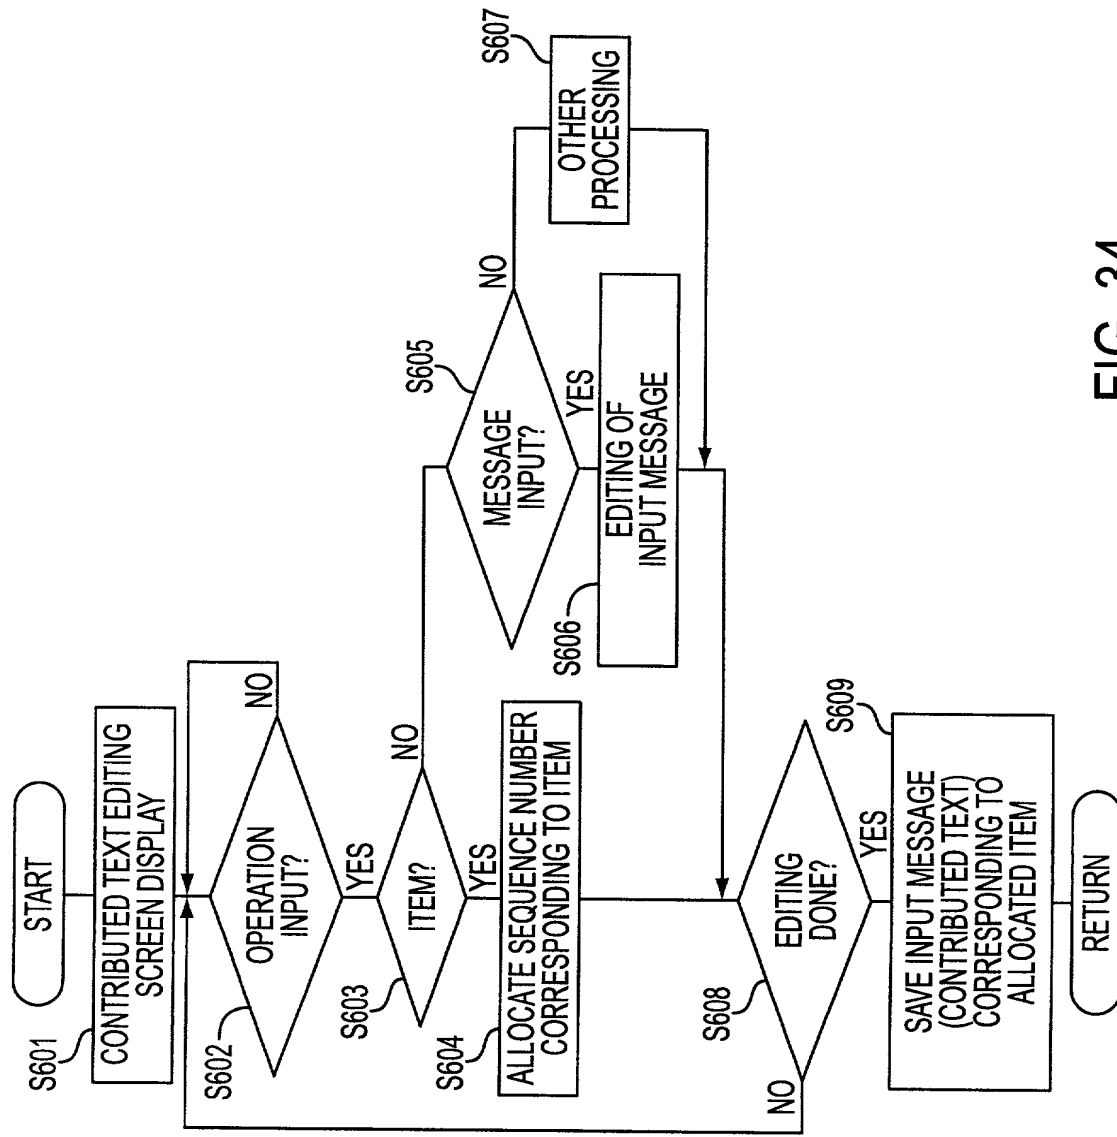 START
S601
CONTRIBUTED TEXT EDITING
SCREEN DISPLAY
S602
OPERATION
INPUT?
NO
YES
S603
ITEM?
NO
YES
S604
ALLOCATE SEQUENCE NUMBER
CORRESPONDING TO ITEM
S605
MESSAGE
INPUT?
NO
YES
S606
EDITING OF
INPUT MESSAGE
S607
OTHER
PROCESSING
S608
EDITING
DONE?
NO
YES
S609
SAVE INPUT MESSAGE
(CONTRIBUTED TEXT)
CORRESPONDING TO
ALLOCATED ITEM
RETURN
FIG. 34